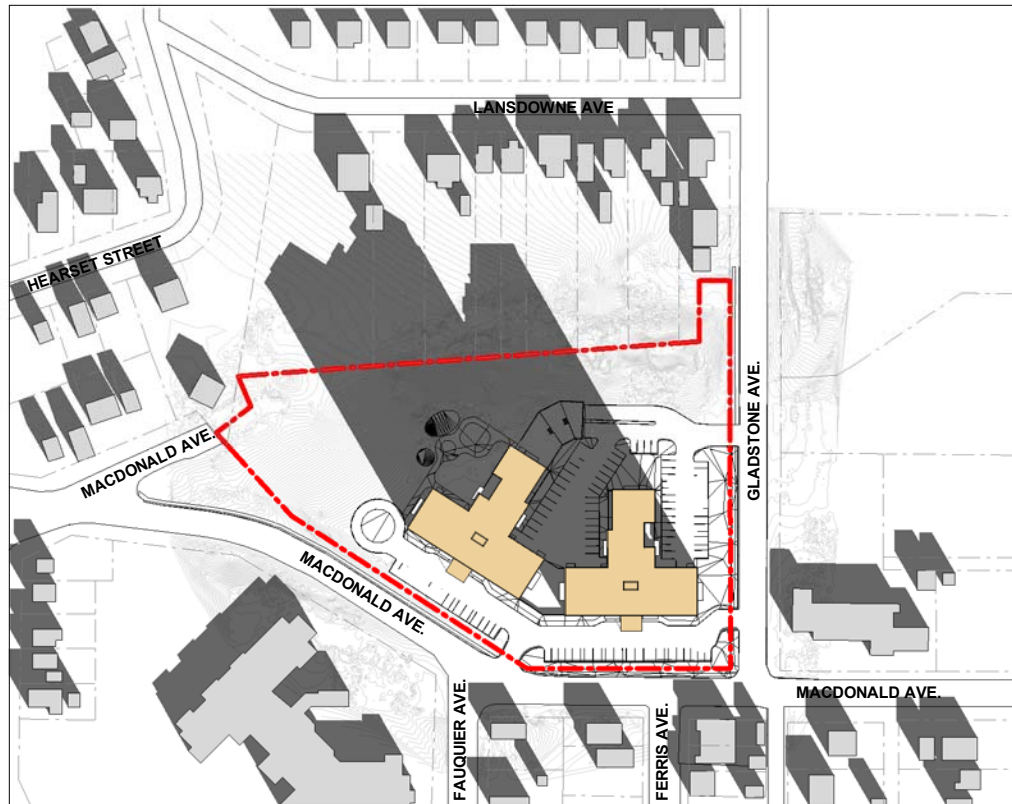 LANSDOWNE AVE
HEARSET STREET
GLADSTONE AVE.
MACDONALD AVE.
MACDONALD AVE.
MACDONALD AVE.
FAUQUIER AVE.
FERRIS AVE.